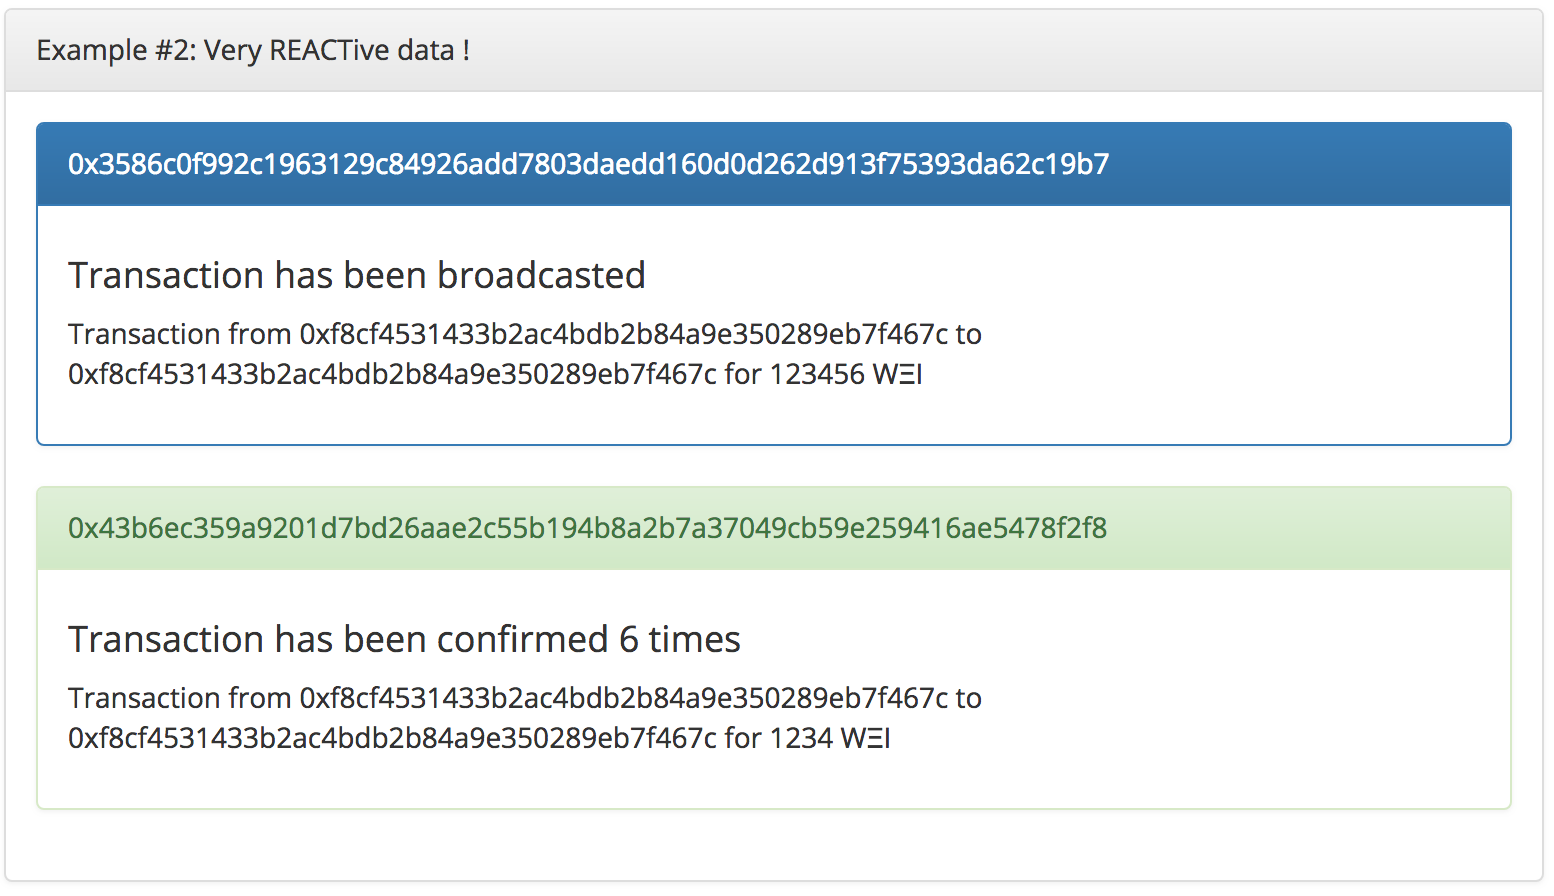 Example #2: Very REACTive data !
0x3586c0f992c1963129c84926add7803daedd160d0d262d913f75393da62c19b7
Transaction has been broadcasted
Transaction from 0xf8cf4531433b2ac4bdb2b84a9e350289eb7f467c to
0xf8cf4531433b2ac4bdb2b84a9e350289eb7f467c for 123456 WΞI
0x43b6ec359a9201d7bd26aae2c55b194b8a2b7a37049cb59e259416ae5478f2f8
Transaction has been confirmed 6 times
Transaction from 0xf8cf4531433b2ac4bdb2b84a9e350289eb7f467c to
0xf8cf4531433b2ac4bdb2b84a9e350289eb7f467c for 1234 WΞI